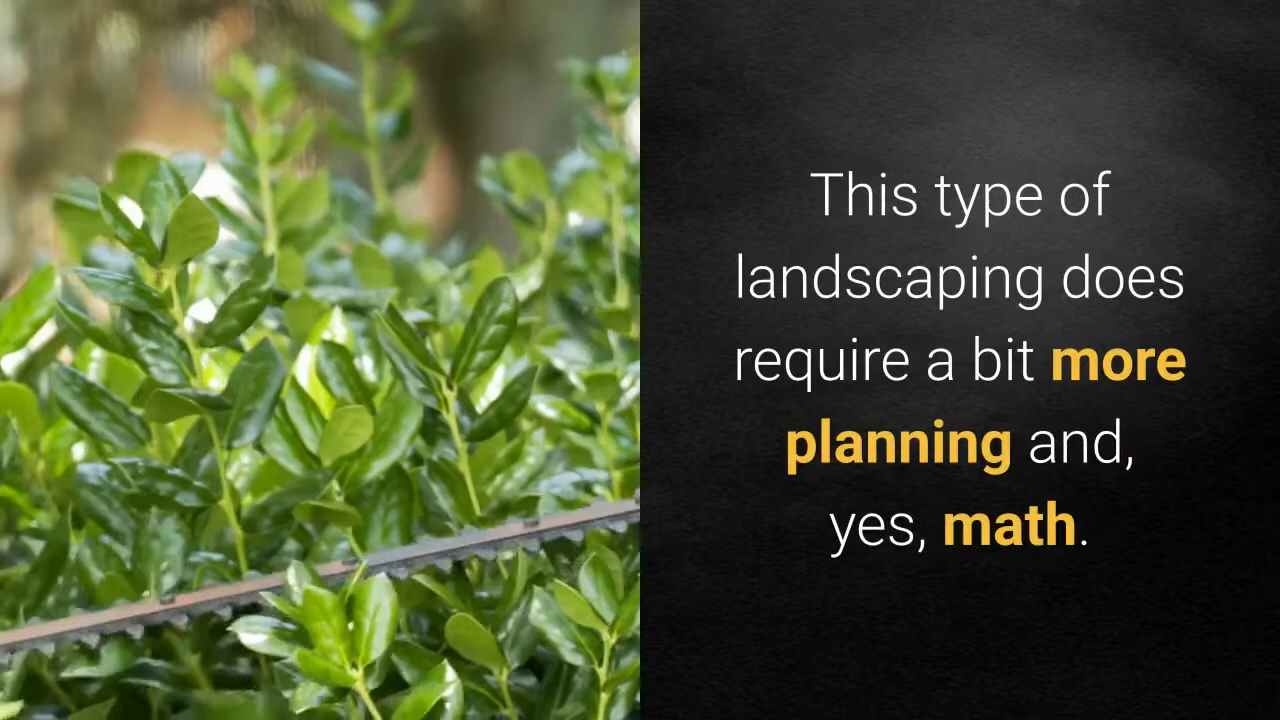 This type of
landscaping does
require a bit more
planning and,
yes, math.